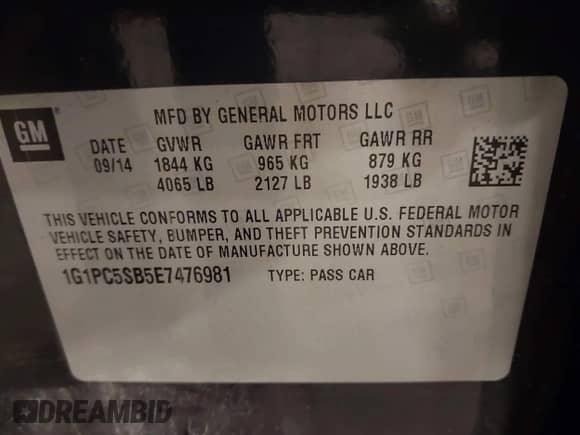 GM
MFD BY GENERAL MOTORS LLC
DATE GVWR GAWR FRT GAWR RR
09/14 1844 KG 965 KG 879 KG
4065 LB 2127 LB 1938 LB
THIS VEHICLE CONFORMS TO ALL APPLICABLE U.S. FEDERAL MOTOR
VEHICLE SAFETY, BUMPER, AND THEFT PREVENTION STANDARDS IN
EFFECT ON THE DATE OF MANUFACTURE SHOWN ABOVE.
1G1PC5SB5E7476981 TYPE: PASS CAR
DREAMBID